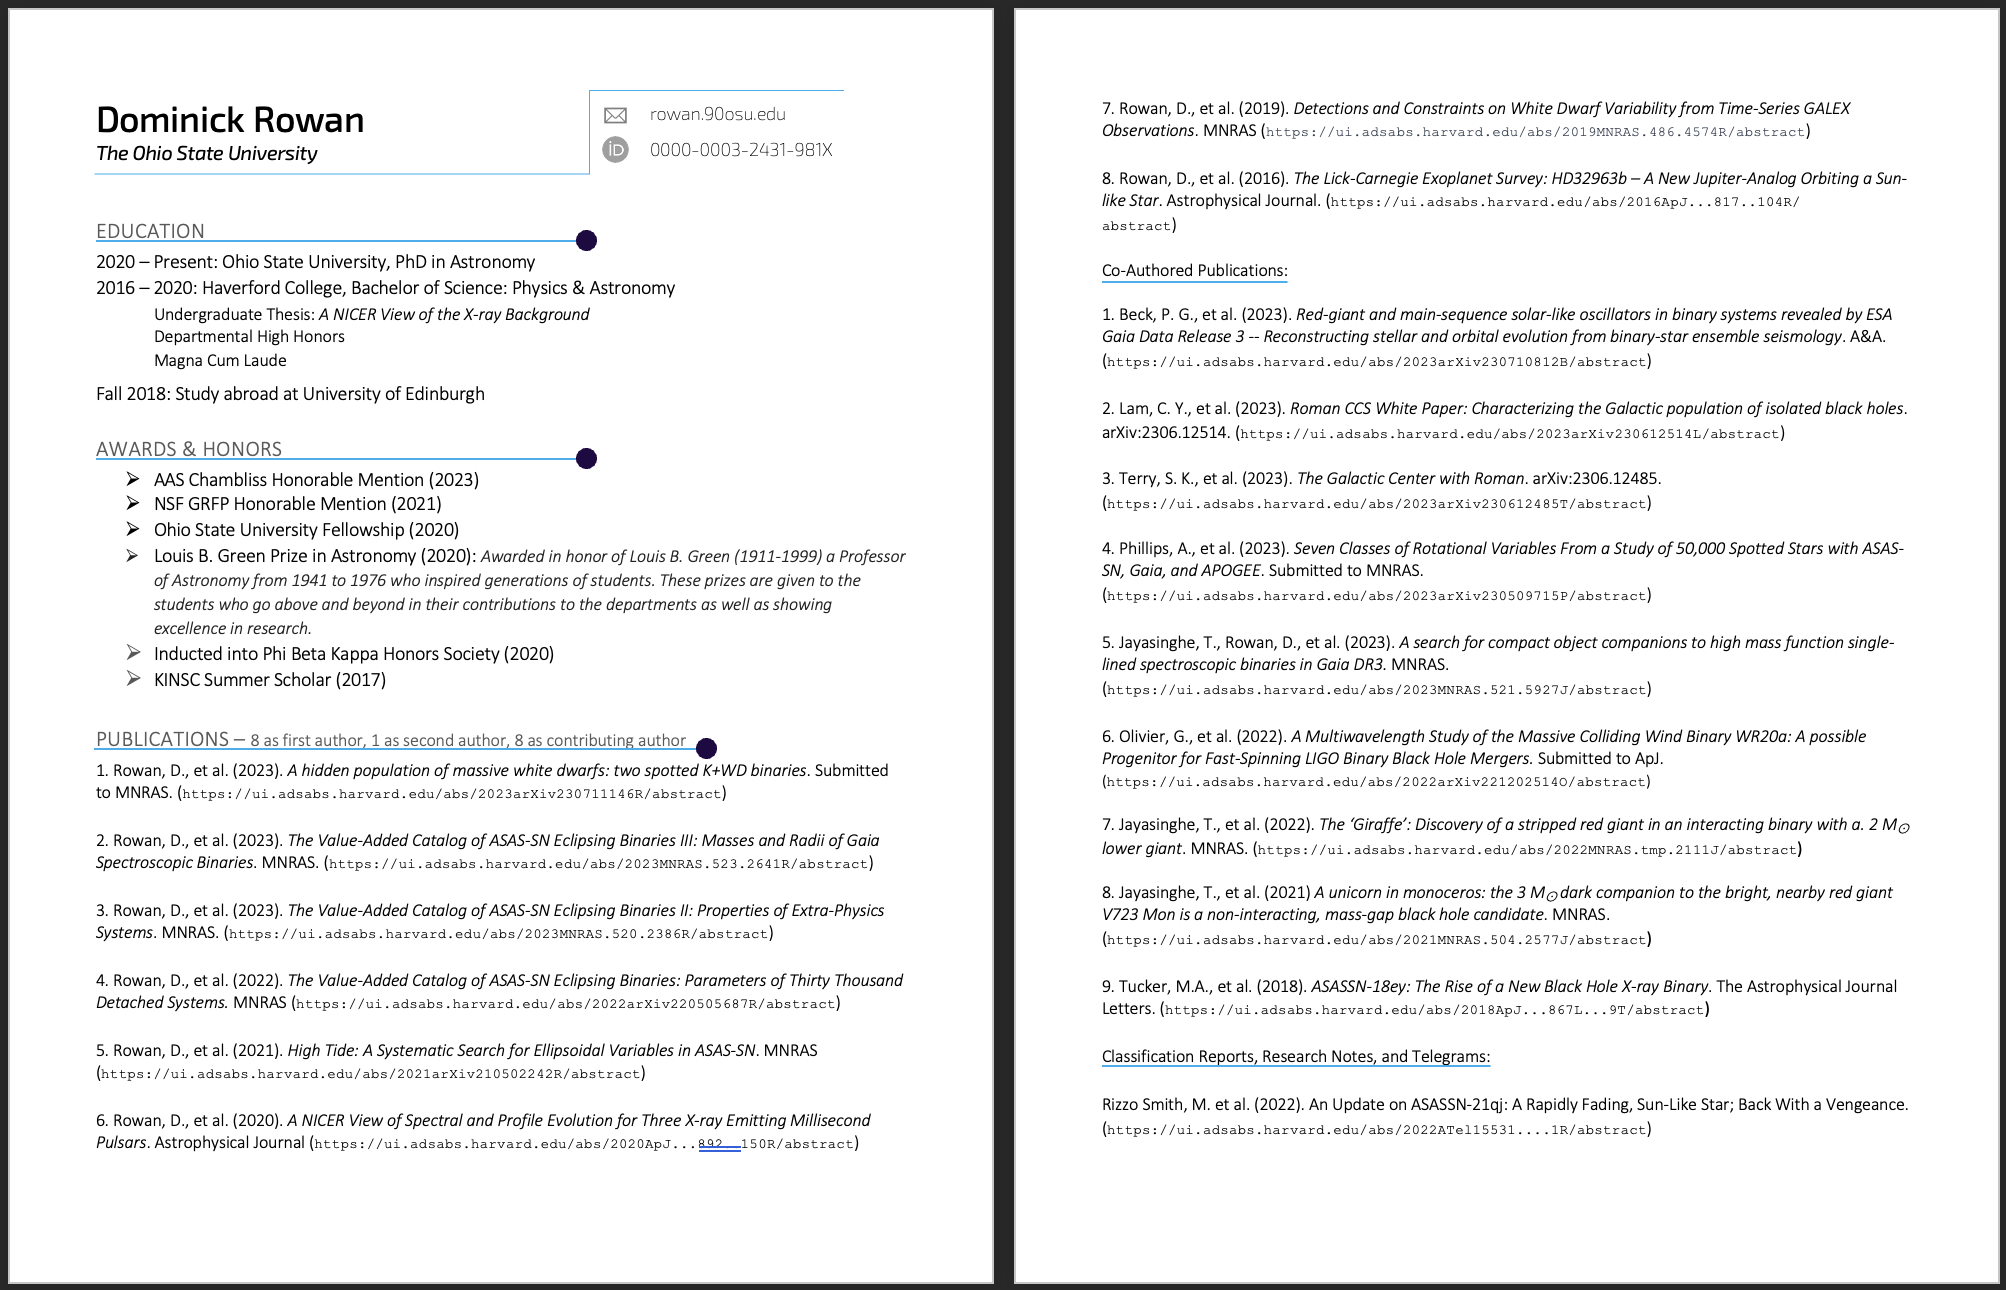 Dominick Rowan
The Ohio State University
rowan.90osu.edu
iD 0000-0003-2431-981X
EDUCATION
2020 – Present: Ohio State University, PhD in Astronomy
2016 – 2020: Haverford College, Bachelor of Science: Physics & Astronomy
Undergraduate Thesis: A NICER View of the X-ray Background
Departmental High Honors
Magna Cum Laude
Fall 2018: Study abroad at University of Edinburgh
AWARDS & HONORS
➢ AAS Chambliss Honorable Mention (2023)
➢ NSF GRFP Honorable Mention (2021)
➢ Ohio State University Fellowship (2020)
➢ Louis B. Green Prize in Astronomy (2020): Awarded in honor of Louis B. Green (1911-1999) a Professor
of Astronomy from 1941 to 1976 who inspired generations of students. These prizes are given to the
students who go above and beyond in their contributions to the departments as well as showing
excellence in research.
➢ Inducted into Phi Beta Kappa Honors Society (2020)
➢ KINSC Summer Scholar (2017)
PUBLICATIONS – 8 as first author, 1 as second author, 8 as contributing author
1. Rowan, D., et al. (2023). A hidden population of massive white dwarfs: two spotted K+WD binaries. Submitted
to MNRAS. (https://ui.adsabs.harvard.edu/abs/2023arXiv230711146R/abstract)
2. Rowan, D., et al. (2023). The Value-Added Catalog of ASAS-SN Eclipsing Binaries III: Masses and Radii of Gaia
Spectroscopic Binaries. MNRAS. (https://ui.adsabs.harvard.edu/abs/2023MNRAS.523.2641R/abstract)
3. Rowan, D., et al. (2023). The Value-Added Catalog of ASAS-SN Eclipsing Binaries II: Properties of Extra-Physics
Systems. MNRAS. (https://ui.adsabs.harvard.edu/abs/2023MNRAS.520.2386R/abstract)
4. Rowan, D., et al. (2022). The Value-Added Catalog of ASAS-SN Eclipsing Binaries: Parameters of Thirty Thousand
Detached Systems. MNRAS (https://ui.adsabs.harvard.edu/abs/2022arXiv220505687R/abstract)
5. Rowan, D., et al. (2021). High Tide: A Systematic Search for Ellipsoidal Variables in ASAS-SN. MNRAS
(https://ui.adsabs.harvard.edu/abs/2021arXiv210502242R/abstract)
6. Rowan, D., et al. (2020). A NICER View of Spectral and Profile Evolution for Three X-ray Emitting Millisecond
Pulsars. Astrophysical Journal (https://ui.adsabs.harvard.edu/abs/2020ApJ...892..150R/abstract)
7. Rowan, D., et al. (2019). Detections and Constraints on White Dwarf Variability from Time-Series GALEX
Observations. MNRAS (https://ui.adsabs.harvard.edu/abs/2019MNRAS.486.4574R/abstract)
8. Rowan, D., et al. (2016). The Lick-Carnegie Exoplanet Survey: HD32963b – A New Jupiter-Analog Orbiting a Sun-
like Star. Astrophysical Journal. (https://ui.adsabs.harvard.edu/abs/2016ApJ...817..104R/
abstract)
Co-Authored Publications:
1. Beck, P. G., et al. (2023). Red-giant and main-sequence solar-like oscillators in binary systems revealed by ESA
Gaia Data Release 3 -- Reconstructing stellar and orbital evolution from binary-star ensemble seismology. A&A.
(https://ui.adsabs.harvard.edu/abs/2023arXiv230710812B/abstract)
2. Lam, C. Y., et al. (2023). Roman CCS White Paper: Characterizing the Galactic population of isolated black holes.
arXiv:2306.12514. (https://ui.adsabs.harvard.edu/abs/2023arXiv230612514L/abstract)
3. Terry, S. K., et al. (2023). The Galactic Center with Roman. arXiv:2306.12485.
(https://ui.adsabs.harvard.edu/abs/2023arXiv230612485T/abstract)
4. Phillips, A., et al. (2023). Seven Classes of Rotational Variables From a Study of 50,000 Spotted Stars with ASAS-
SN, Gaia, and APOGEE. Submitted to MNRAS.
(https://ui.adsabs.harvard.edu/abs/2023arXiv230509715P/abstract)
5. Jayasinghe, T., Rowan, D., et al. (2023). A search for compact object companions to high mass function single-
lined spectroscopic binaries in Gaia DR3. MNRAS.
(https://ui.adsabs.harvard.edu/abs/2023MNRAS.521.5927J/abstract)
6. Olivier, G., et al. (2022). A Multiwavelength Study of the Massive Colliding Wind Binary WR20a: A possible
Progenitor for Fast-Spinning LIGO Binary Black Hole Mergers. Submitted to ApJ.
(https://ui.adsabs.harvard.edu/abs/2022arXiv221202514O/abstract)
7. Jayasinghe, T., et al. (2022). The ‘Giraffe’: Discovery of a stripped red giant in an interacting binary with a. 2 M⊙
lower giant. MNRAS. (https://ui.adsabs.harvard.edu/abs/2022MNRAS.tmp.2111J/abstract)
8. Jayasinghe, T., et al. (2021) A unicorn in monoceros: the 3 M⊙ dark companion to the bright, nearby red giant
V723 Mon is a non-interacting, mass-gap black hole candidate. MNRAS.
(https://ui.adsabs.harvard.edu/abs/2021MNRAS.504.2577J/abstract)
9. Tucker, M.A., et al. (2018). ASASSN-18ey: The Rise of a New Black Hole X-ray Binary. The Astrophysical Journal
Letters. (https://ui.adsabs.harvard.edu/abs/2018ApJ...867L...9T/abstract)
Classification Reports, Research Notes, and Telegrams:
Rizzo Smith, M. et al. (2022). An Update on ASASSN-21qj: A Rapidly Fading, Sun-Like Star; Back With a Vengeance.
(https://ui.adsabs.harvard.edu/abs/2022ATel15531....1R/abstract)